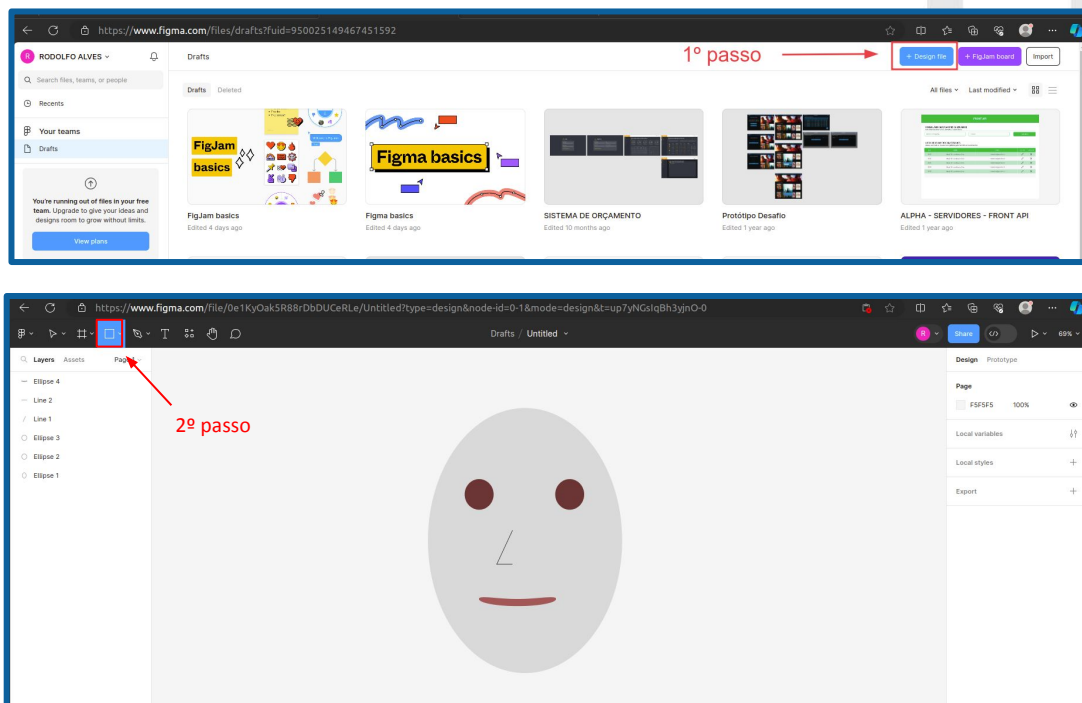 https://www.figma.com/files/drafts?fuid=950025149467451592
R RODOLFO ALVES
Drafts
1º passo
+ Design file
+ FigJam board
Import
Search files, teams, or people
Recents
Drafts Deleted
All files Last modified
Your teams
Drafts
You're running out of files in your free
team. Upgrade to give your ideas and
designs room to grow without limits.
View plans
FigJam
basics
Figma basics
FigJam basics
Edited 4 days ago
Figma basics
Edited 4 days ago
SISTEMA DE ORÇAMENTO
Edited 10 months ago
Protótipo Desafio
Edited 1 year ago
ALPHA - SERVIDORES - FRONT API
Edited 1 year ago
https://www.figma.com/file/0e1KyOak5R88rDbDUCeRLe/Untitled?type=design&node-id=0-1&mode=design&t=up7yNGsIqBh3yjnO-0
Drafts / Untitled
R
Share
69%
Layers Assets
Design Prototype
Ellipse 4
Line 2
Line 1
Ellipse 3
Ellipse 2
Ellipse 1
2º passo
Page
F5F5F5 100%
Local variables
Local styles
Export